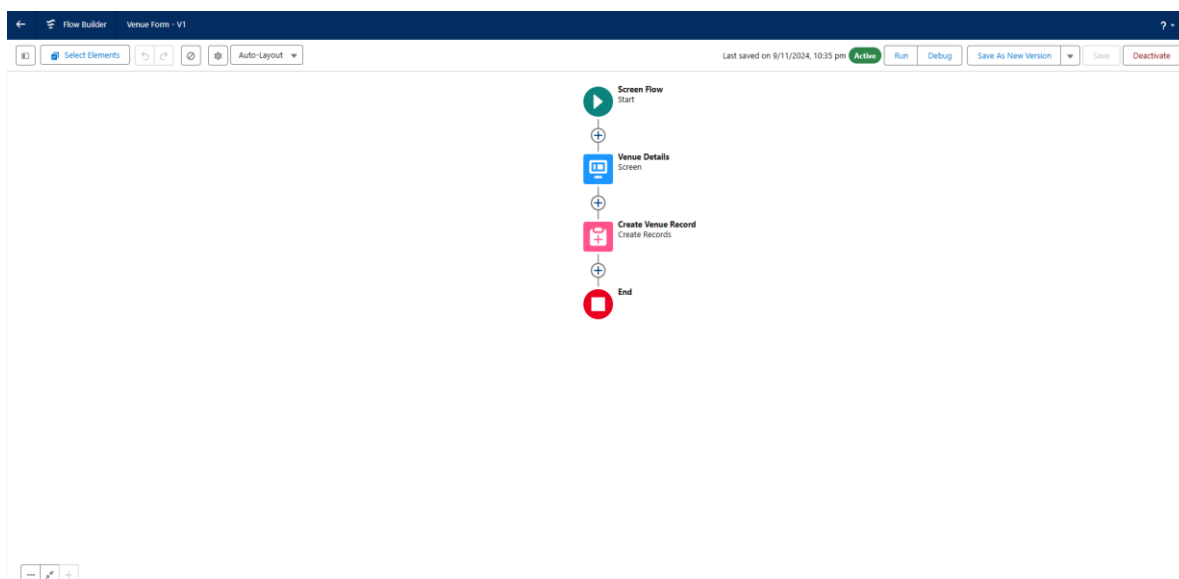 Flow Builder Venue Form - V1 ?
Select Elements Auto-Layout Last saved on 9/11/2024, 10:35 pm Active Run Debug Save As New Version Save Deactivate
Screen Flow
Start
Venue Details
Screen
Create Venue Record
Create Records
End